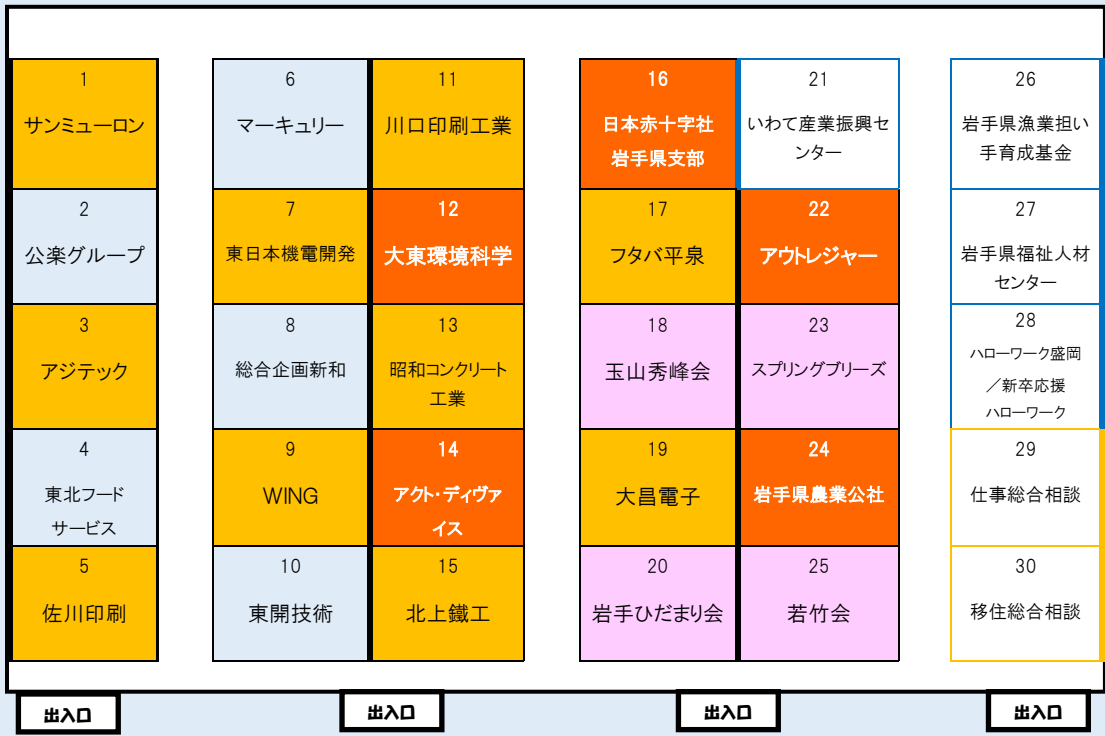 1
サンミューロン
2
公楽グループ
3
アジテック
4
東北フード
サービス
5
佐川印刷
6
マーキュリー
7
東日本機電開発
8
総合企画新和
9
WING
10
東開技術
11
川口印刷工業
12
大東環境科学
13
昭和コンクリート
工業
14
アクト・ディヴァ
イス
15
北上鐵工
16
日本赤十字社
岩手県支部
17
フタバ平泉
18
玉山秀峰会
19
大昌電子
20
岩手ひだまり会
21
いわて産業振興セ
ンター
22
アウトレジャー
23
スプリングブリーズ
24
岩手県農業公社
25
若竹会
26
岩手県漁業担い
手育成基金
27
岩手県福祉人材
センター
28
ハローワーク盛岡
／新卒応援
ハローワーク
29
仕事総合相談
30
移住総合相談
出入口
出入口
出入口
出入口